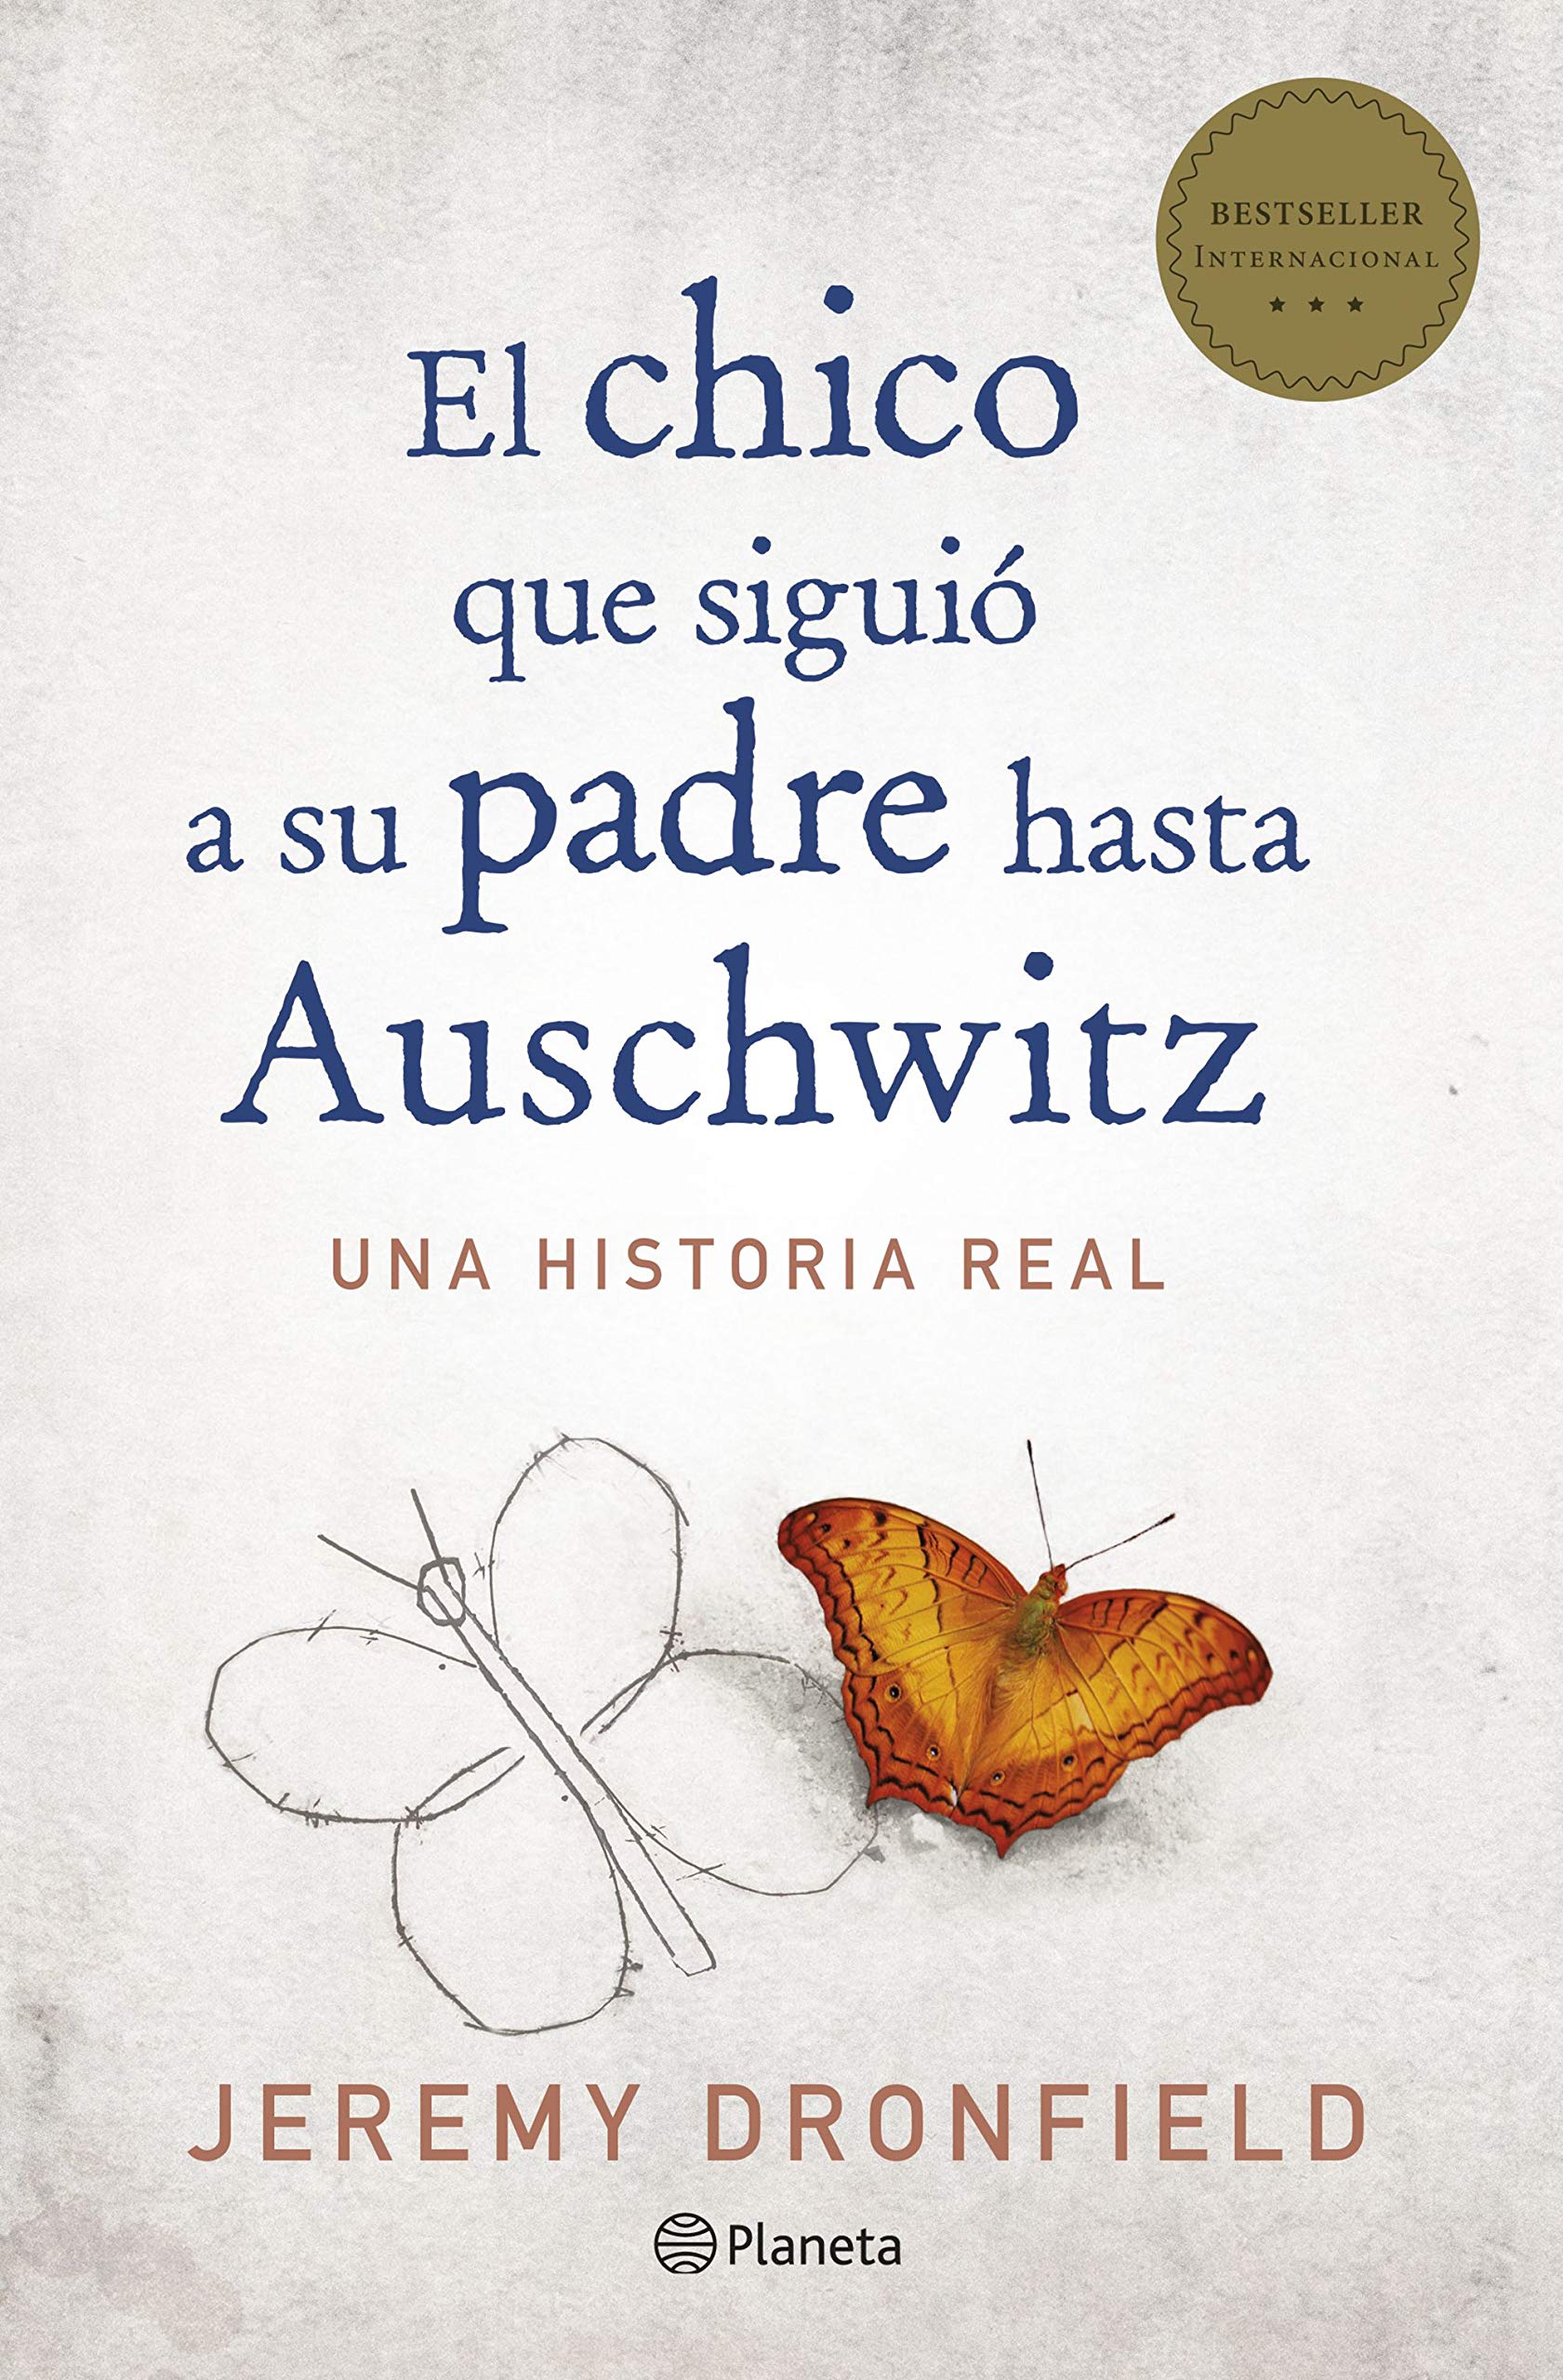 BESTSELLER
INTERNACIONAL
El chico
que siguió
a su padre hasta
Auschwitz
UNA HISTORIA REAL
JEREMY DRONFIELD
Planeta